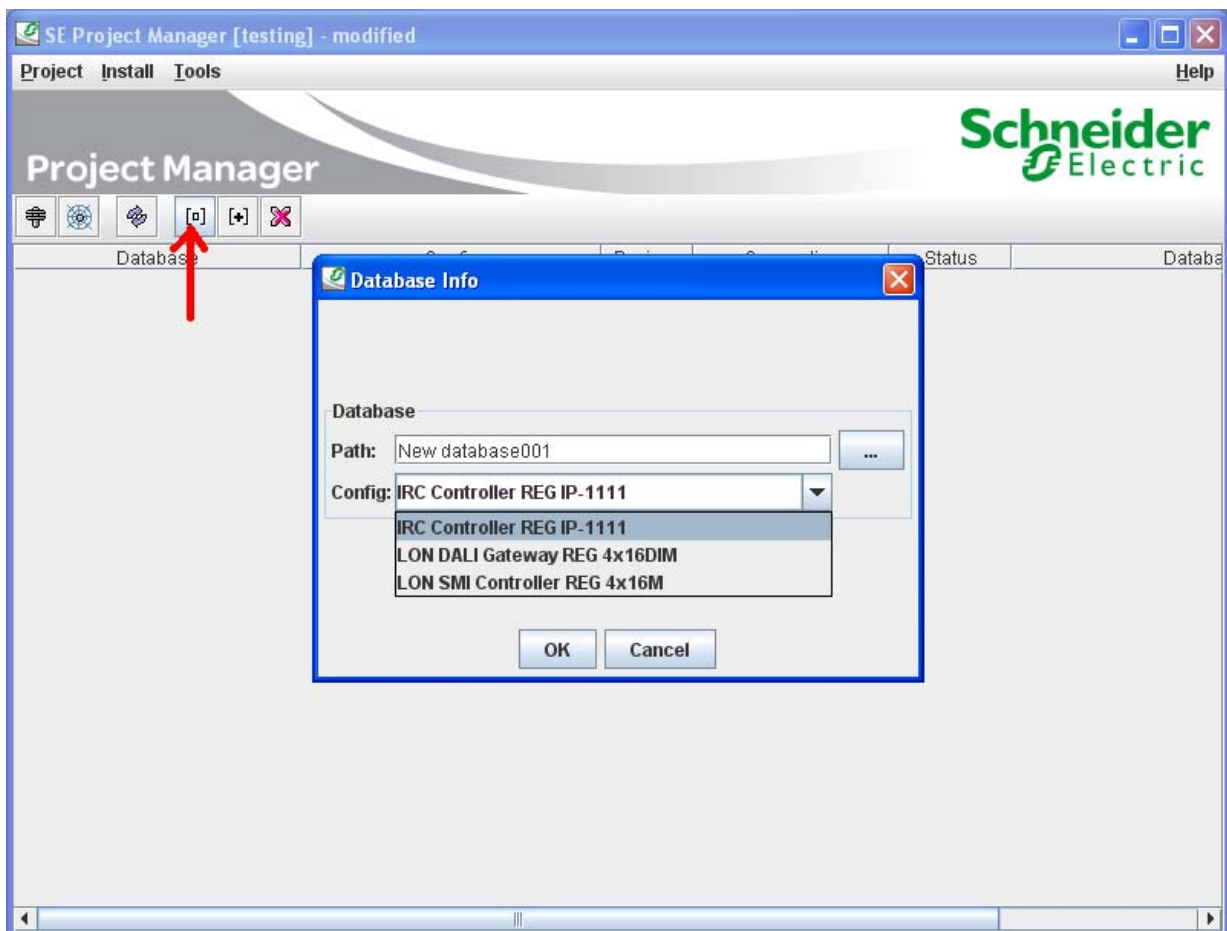 SE Project Manager [testing] - modified
Project Install Tools Help
Schneider
Electric
Project Manager
Database Status Databa
Database Info
Database
Path: New database001 ...
Config: IRC Controller REG IP-1111
IRC Controller REG IP-1111
LON DALI Gateway REG 4x16DIM
LON SMI Controller REG 4x16M
OK Cancel